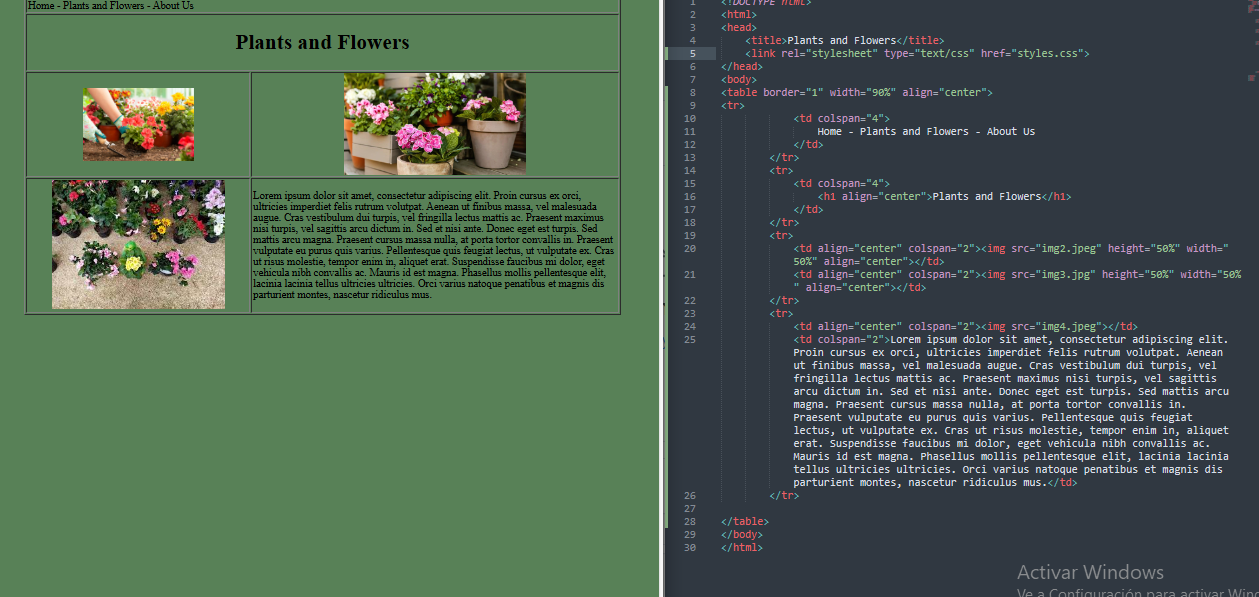 Home - Plants and Flowers - About Us
Plants and Flowers
Lorem ipsum dolor sit amet, consectetur adipiscing elit. Proin cursus ex orci,
ultricies imperdiet felis rutrum volutpat. Aenean ut finibus massa, vel malesuada
augue. Cras vestibulum dui turpis, vel fringilla lectus mattis ac. Praesent maximus
nisi turpis, vel sagittis arcu dictum in. Sed et nisi ante. Donec eget est turpis. Sed
mattis arcu magna. Praesent cursus massa nulla, at porta tortor convallis in. Praesent
vulputate eu purus quis varius. Pellentesque quis feugiat lectus, ut vulputate ex. Cras
ut risus molestie, tempor enim in, aliquet erat. Suspendisse faucibus mi dolor, eget
vehicula nibh convallis ac. Mauris id est magna. Phasellus mollis pellentesque elit,
lacinia lacinia tellus ultricies ultricies. Orci varius natoque penatibus et magnis dis
parturient montes, nascetur ridiculus mus.
1 <!DOCTYPE html>
2 <html>
3 <head>
4 <title>Plants and Flowers</title>
5 <link rel="stylesheet" type="text/css" href="styles.css">
6 </head>
7 <body>
8 <table border="1" width="90%" align="center">
9 <tr>
10 <td colspan="4">
11 Home - Plants and Flowers - About Us
12 </td>
13 </tr>
14 <tr>
15 <td colspan="4">
16 <h1 align="center">Plants and Flowers</h1>
17 </td>
18 </tr>
19 <tr>
20 <td align="center" colspan="2"><img src="img2.jpeg" height="50%" width="
50%" align="center"></td>
21 <td align="center" colspan="2"><img src="img3.jpg" height="50%" width="50%
" align="center"></td>
22 </tr>
23 <tr>
24 <td align="center" colspan="2"><img src="img4.jpeg"></td>
25 <td colspan="2">Lorem ipsum dolor sit amet, consectetur adipiscing elit.
Proin cursus ex orci, ultricies imperdiet felis rutrum volutpat. Aenean
ut finibus massa, vel malesuada augue. Cras vestibulum dui turpis, vel
fringilla lectus mattis ac. Praesent maximus nisi turpis, vel sagittis
arcu dictum in. Sed et nisi ante. Donec eget est turpis. Sed mattis arcu
magna. Praesent cursus massa nulla, at porta tortor convallis in.
Praesent vulputate eu purus quis varius. Pellentesque quis feugiat
lectus, ut vulputate ex. Cras ut risus molestie, tempor enim in, aliquet
erat. Suspendisse faucibus mi dolor, eget vehicula nibh convallis ac.
Mauris id est magna. Phasellus mollis pellentesque elit, lacinia lacinia
tellus ultricies ultricies. Orci varius natoque penatibus et magnis dis
parturient montes, nascetur ridiculus mus.</td>
26 </tr>
27
28 </table>
29 </body>
30 </html>
Activar Windows
Ve a Configuración para activar Win